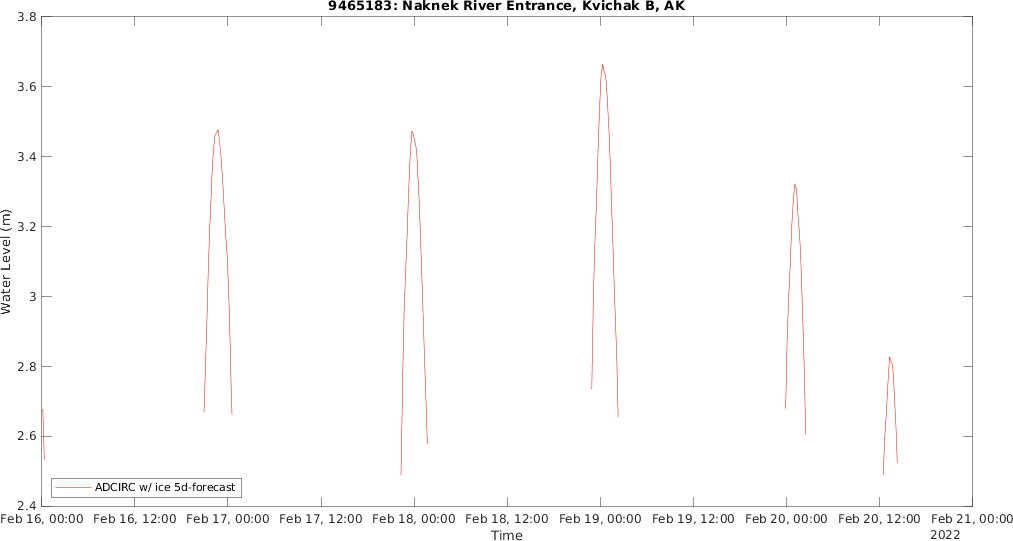 9465183: Naknek River Entrance, Kvichak B, AK
3.8
3.6
3.4
3.2
3
2.8
2.6
2.4
Water Level (m)
ADCIRC w/ ice 5d-forecast
Feb 16, 00:00 Feb 16, 12:00 Feb 17, 00:00 Feb 17, 12:00 Feb 18, 00:00 Feb 18, 12:00 Feb 19, 00:00 Feb 19, 12:00 Feb 20, 00:00 Feb 20, 12:00 Feb 21, 00:00
Time
2022